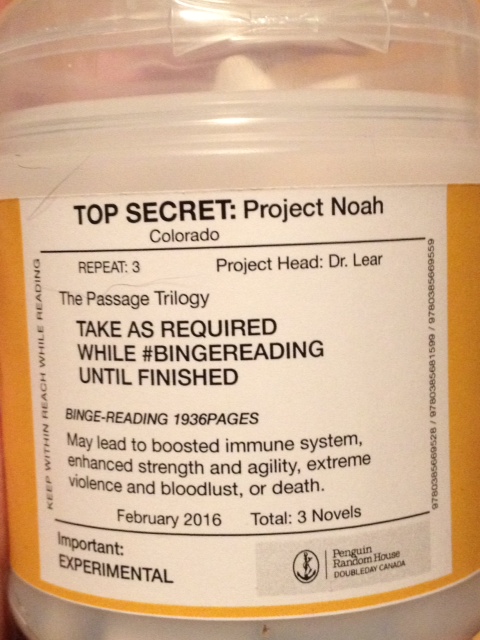 TOP SECRET: Project Noah
Colorado
REPEAT: 3 Project Head: Dr. Lear
The Passage Trilogy
TAKE AS REQUIRED
WHILE #BINGEREADING
UNTIL FINISHED
BINGE-READING 1936PAGES
May lead to boosted immune system,
enhanced strength and agility, extreme
violence and bloodlust, or death.
February 2016 Total: 3 Novels
Important:
EXPERIMENTAL
Penguin
Random House
DOUBLEDAY CANADA
KEEP WITHIN REACH WHILE READING
9780385669528 / 9780385681599 / 9780385669559